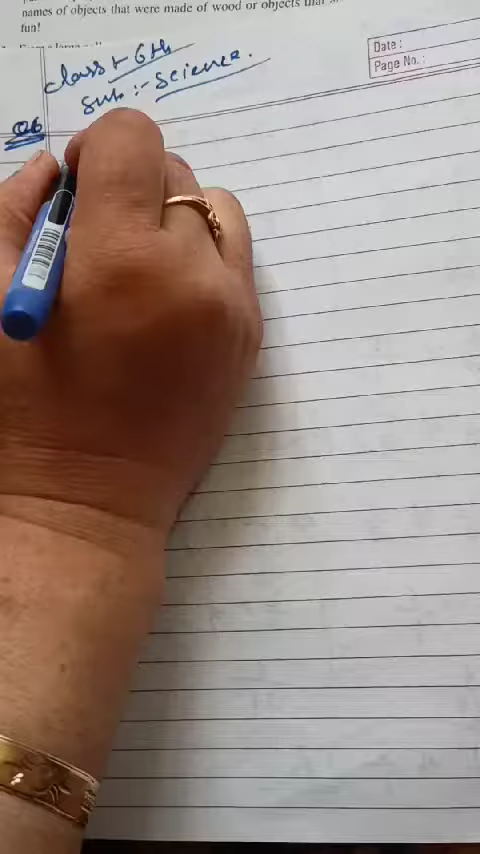 names of objects that were made of wood or objects that
fun!
Date :
Page No. :
Class :- 6th
Sub :- Science.
Q6